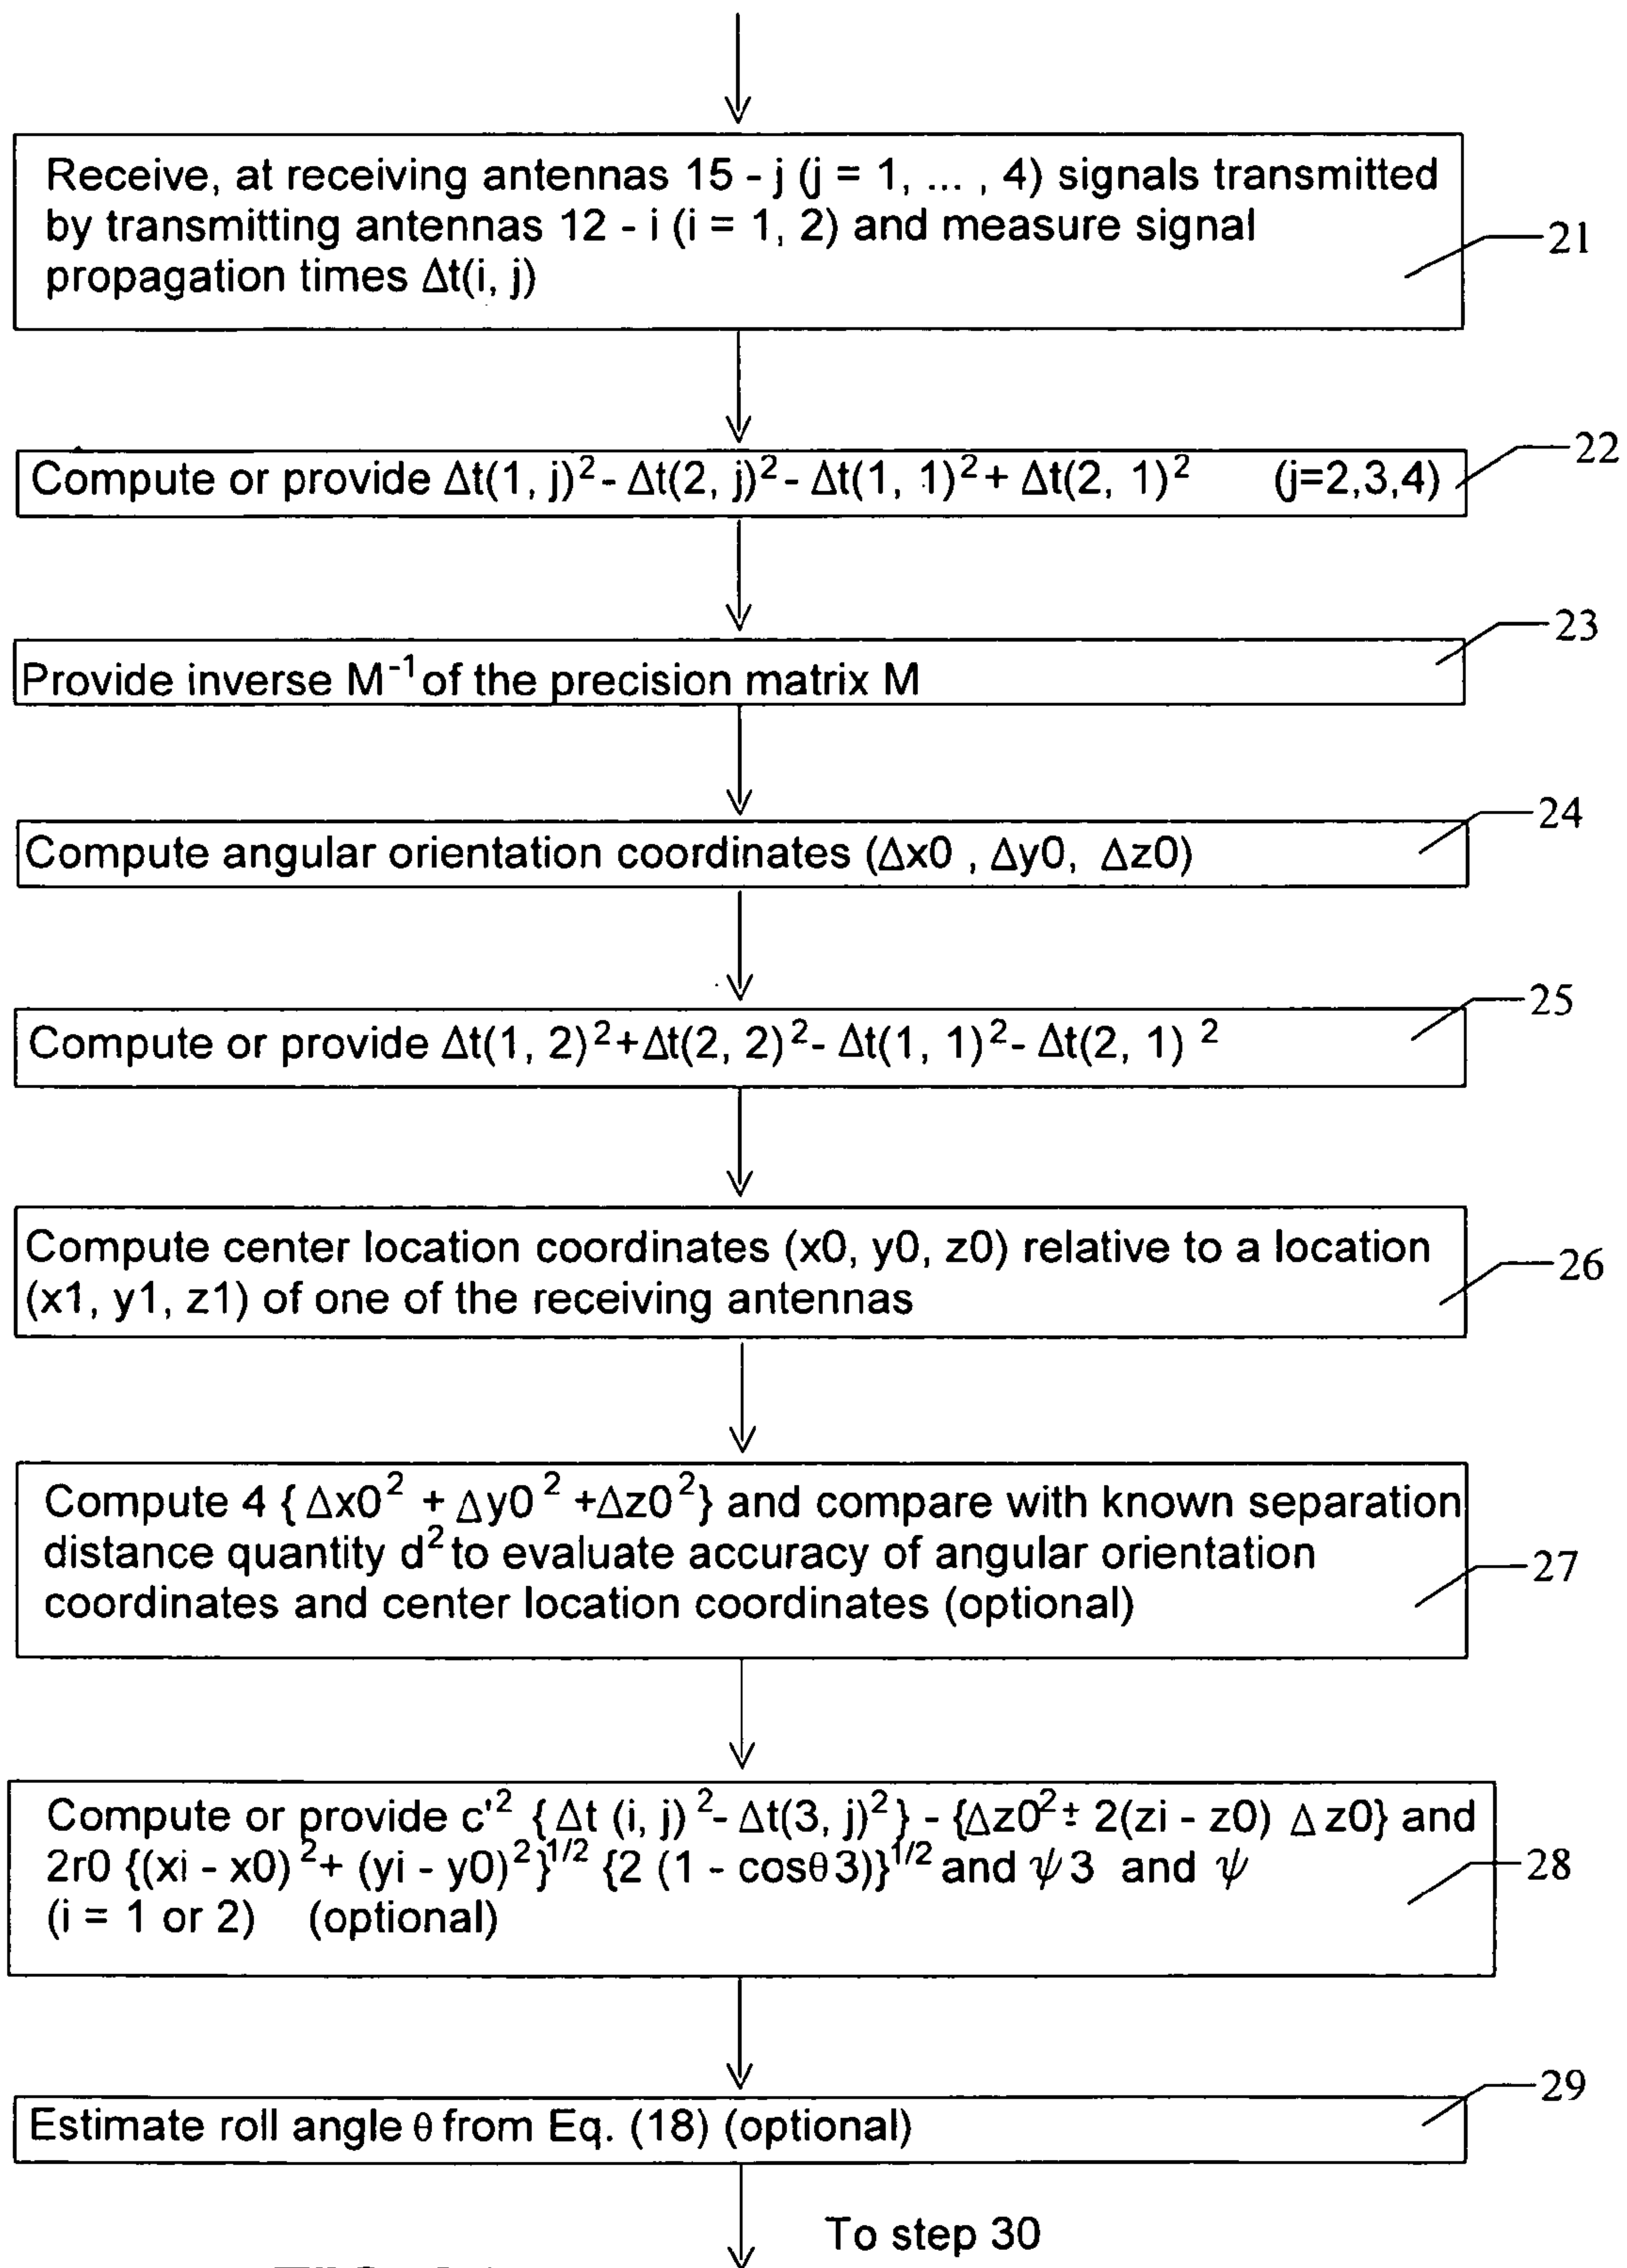 Receive, at receiving antennas 15 - j (j = 1, ... , 4) signals transmitted
by transmitting antennas 12 - i (i = 1, 2) and measure signal
propagation times Δt(i, j)
21
Compute or provide Δt(1, j)² - Δt(2, j)² - Δt(1, 1)² + Δt(2, 1)² (j=2,3,4)
22
Provide inverse M⁻¹ of the precision matrix M
23
Compute angular orientation coordinates (Δx0 , Δy0, Δz0)
24
Compute or provide Δt(1, 2)²+Δt(2, 2)²- Δt(1, 1)²- Δt(2, 1) ²
25
Compute center location coordinates (x0, y0, z0) relative to a location
(x1, y1, z1) of one of the receiving antennas
26
Compute 4 { Δx0² + Δy0 ² +Δz0²} and compare with known separation
distance quantity d² to evaluate accuracy of angular orientation
coordinates and center location coordinates (optional)
27
Compute or provide c'² {Δt (i, j) ²- Δt(3, j)²} - {Δz0²± 2(zi - z0) Δ z0} and
2r0 {(xi - x0) ²+ (yi - y0)²}^1/2 {2 (1 - cosθ3)}^1/2 and ψ3 and ψ
(i = 1 or 2) (optional)
28
Estimate roll angle θ from Eq. (18) (optional)
29
To step 30